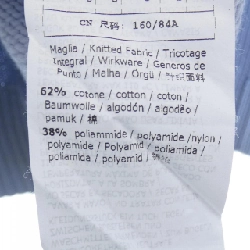 CN 尺码: 160/84A
Maglia / Knitted Fabric / Tricotage
Integral / Wirkware / Generos de
Punto / Malha / Örgü / 针织面料
62% cotone / cotton / coton /
Baumwolle / algodón / algodão /
pamuk / 棉
38% poliammide / polyamide /nylon /
polyamide / Polyamid / poliamida /
poliamica / polyamid /